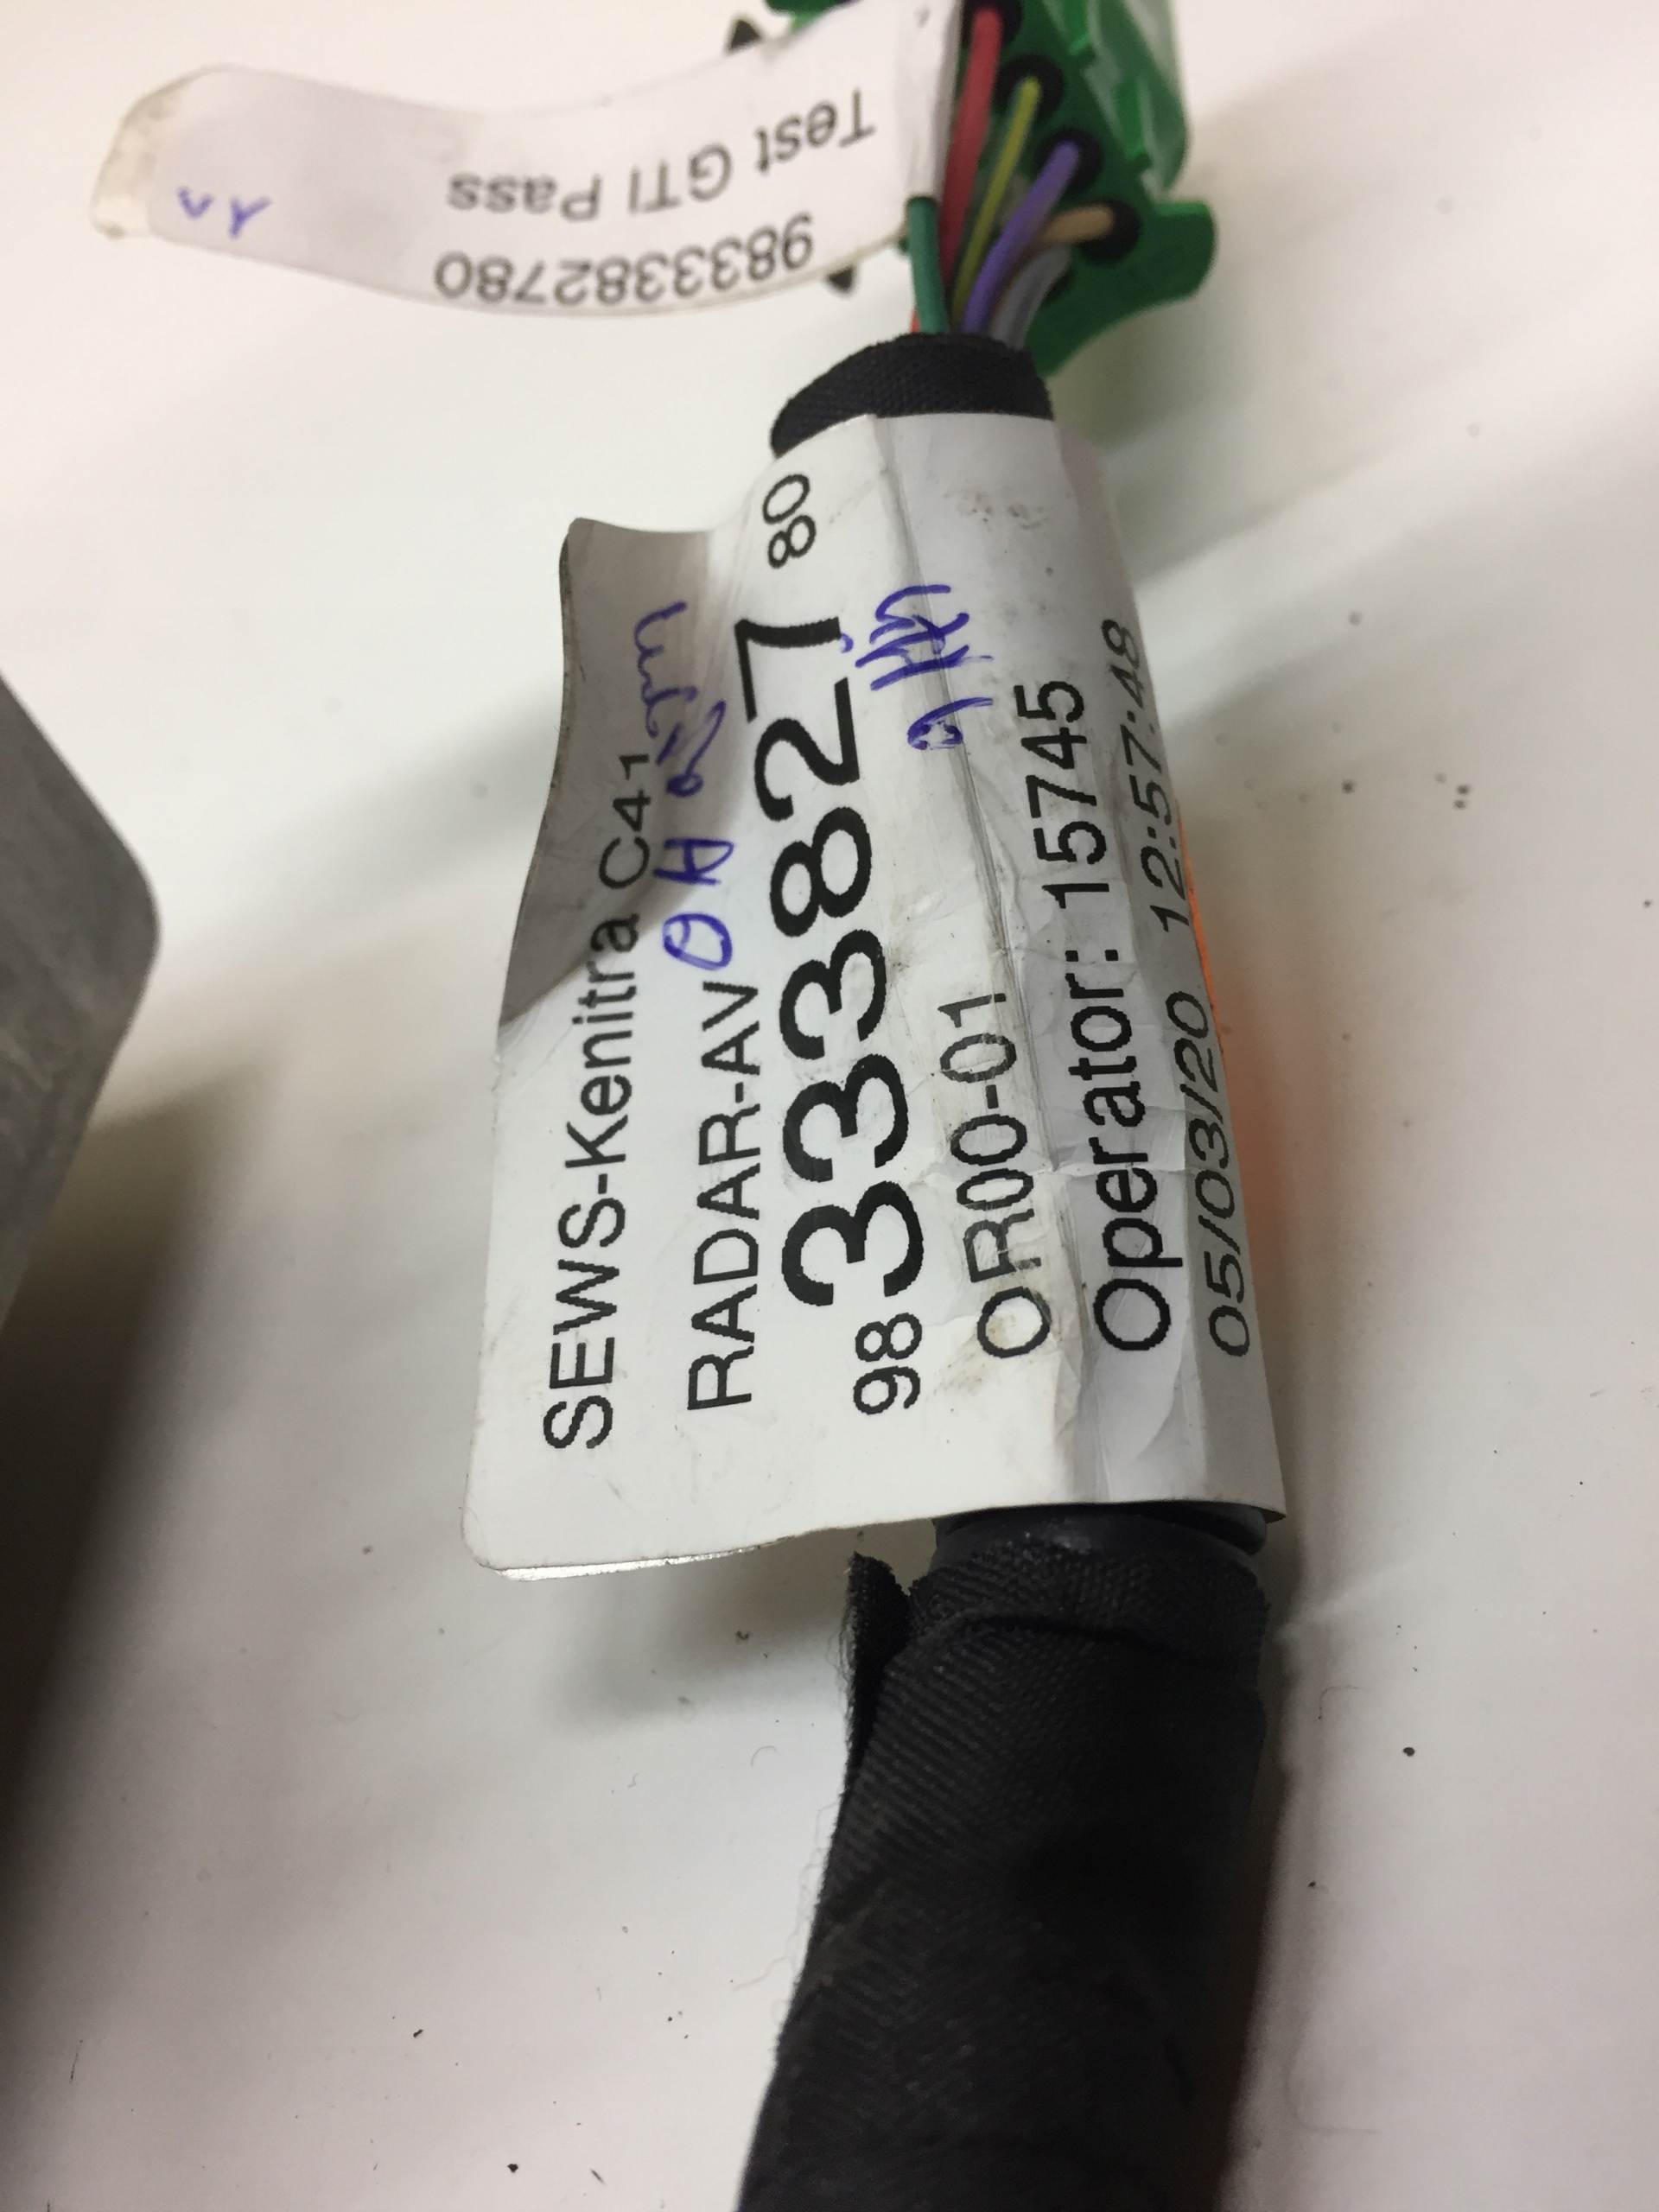 9833382780
Test GTI Pass
SEWS-Kenitra C41
RADAR-AV
98 333827 80
OR00-01
Operator: 15745
05/03/20 12:57:48